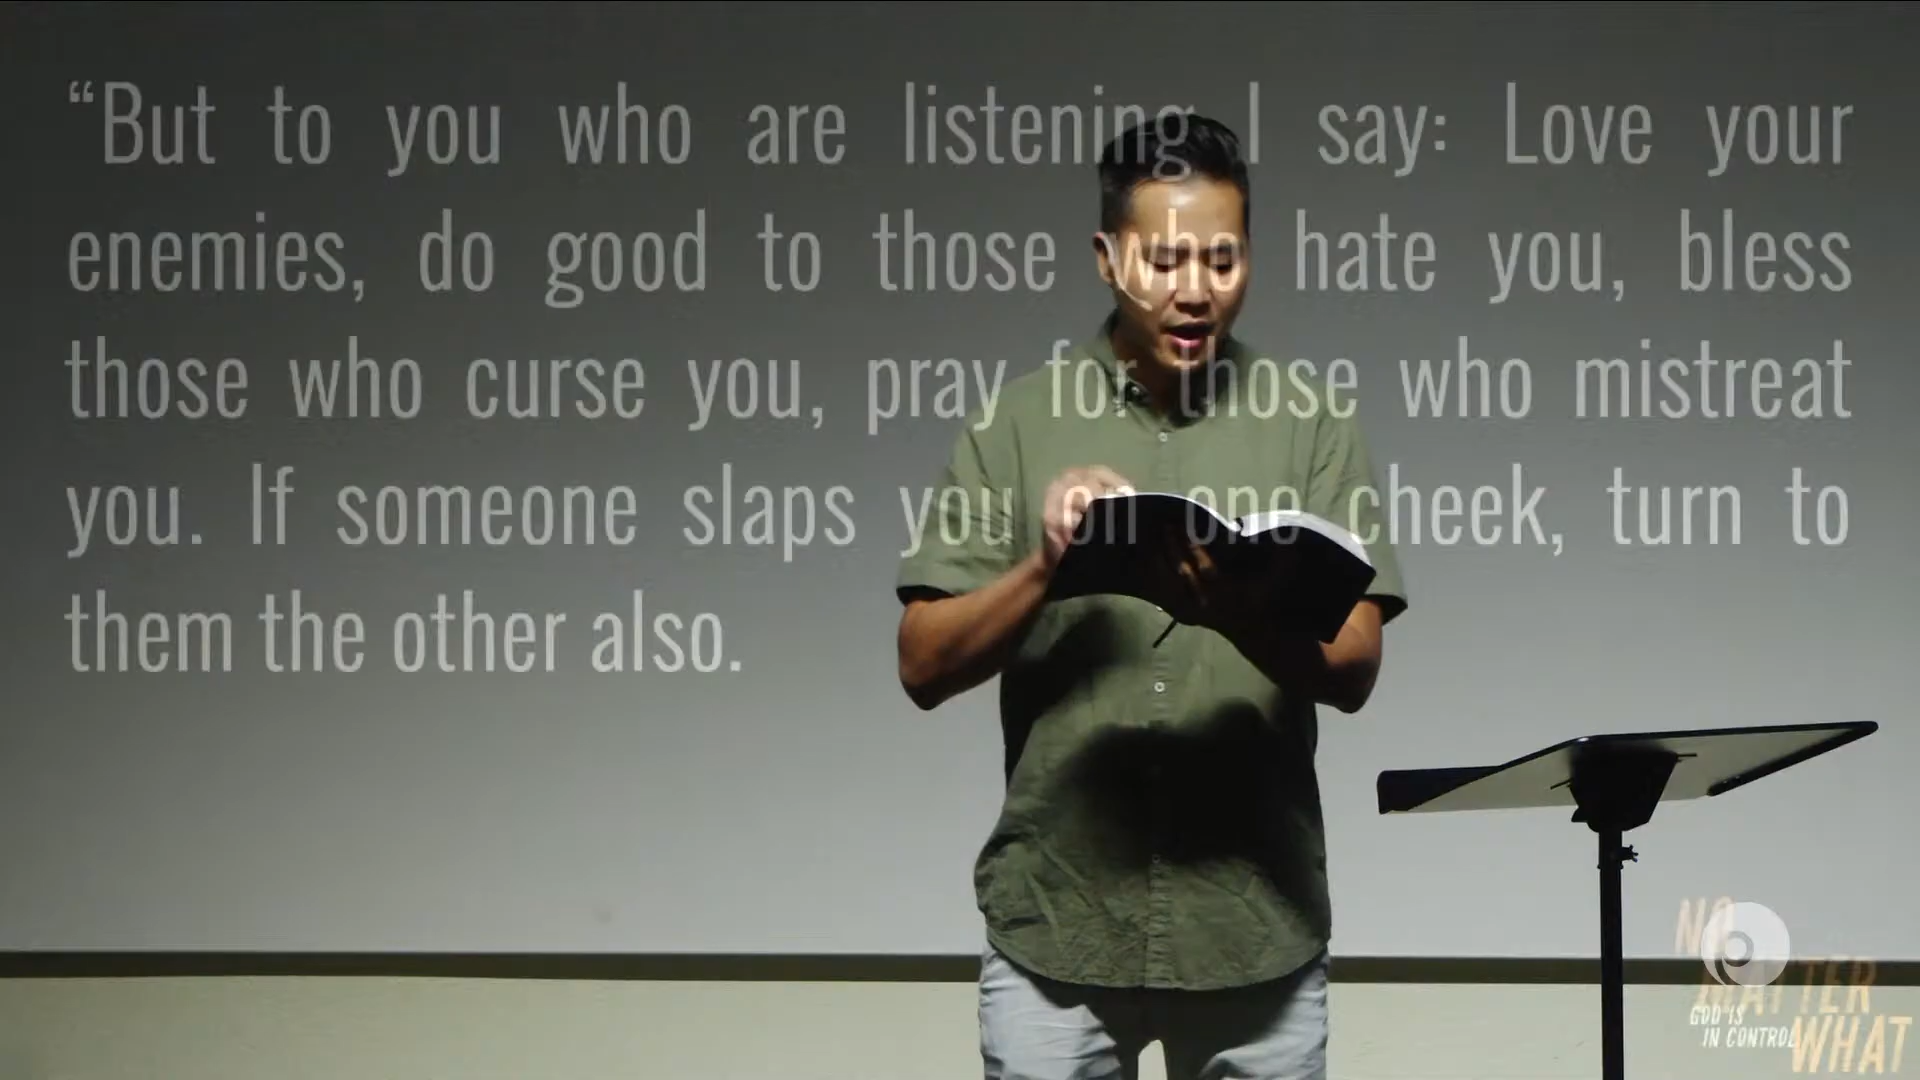 “But to you who are listening I say: Love your
enemies, do good to those who hate you, bless
those who curse you, pray for those who mistreat
you. If someone slaps you on one cheek, turn to
them the other also.
NO
MATTER
WHAT
GOD IS
IN CONTROL